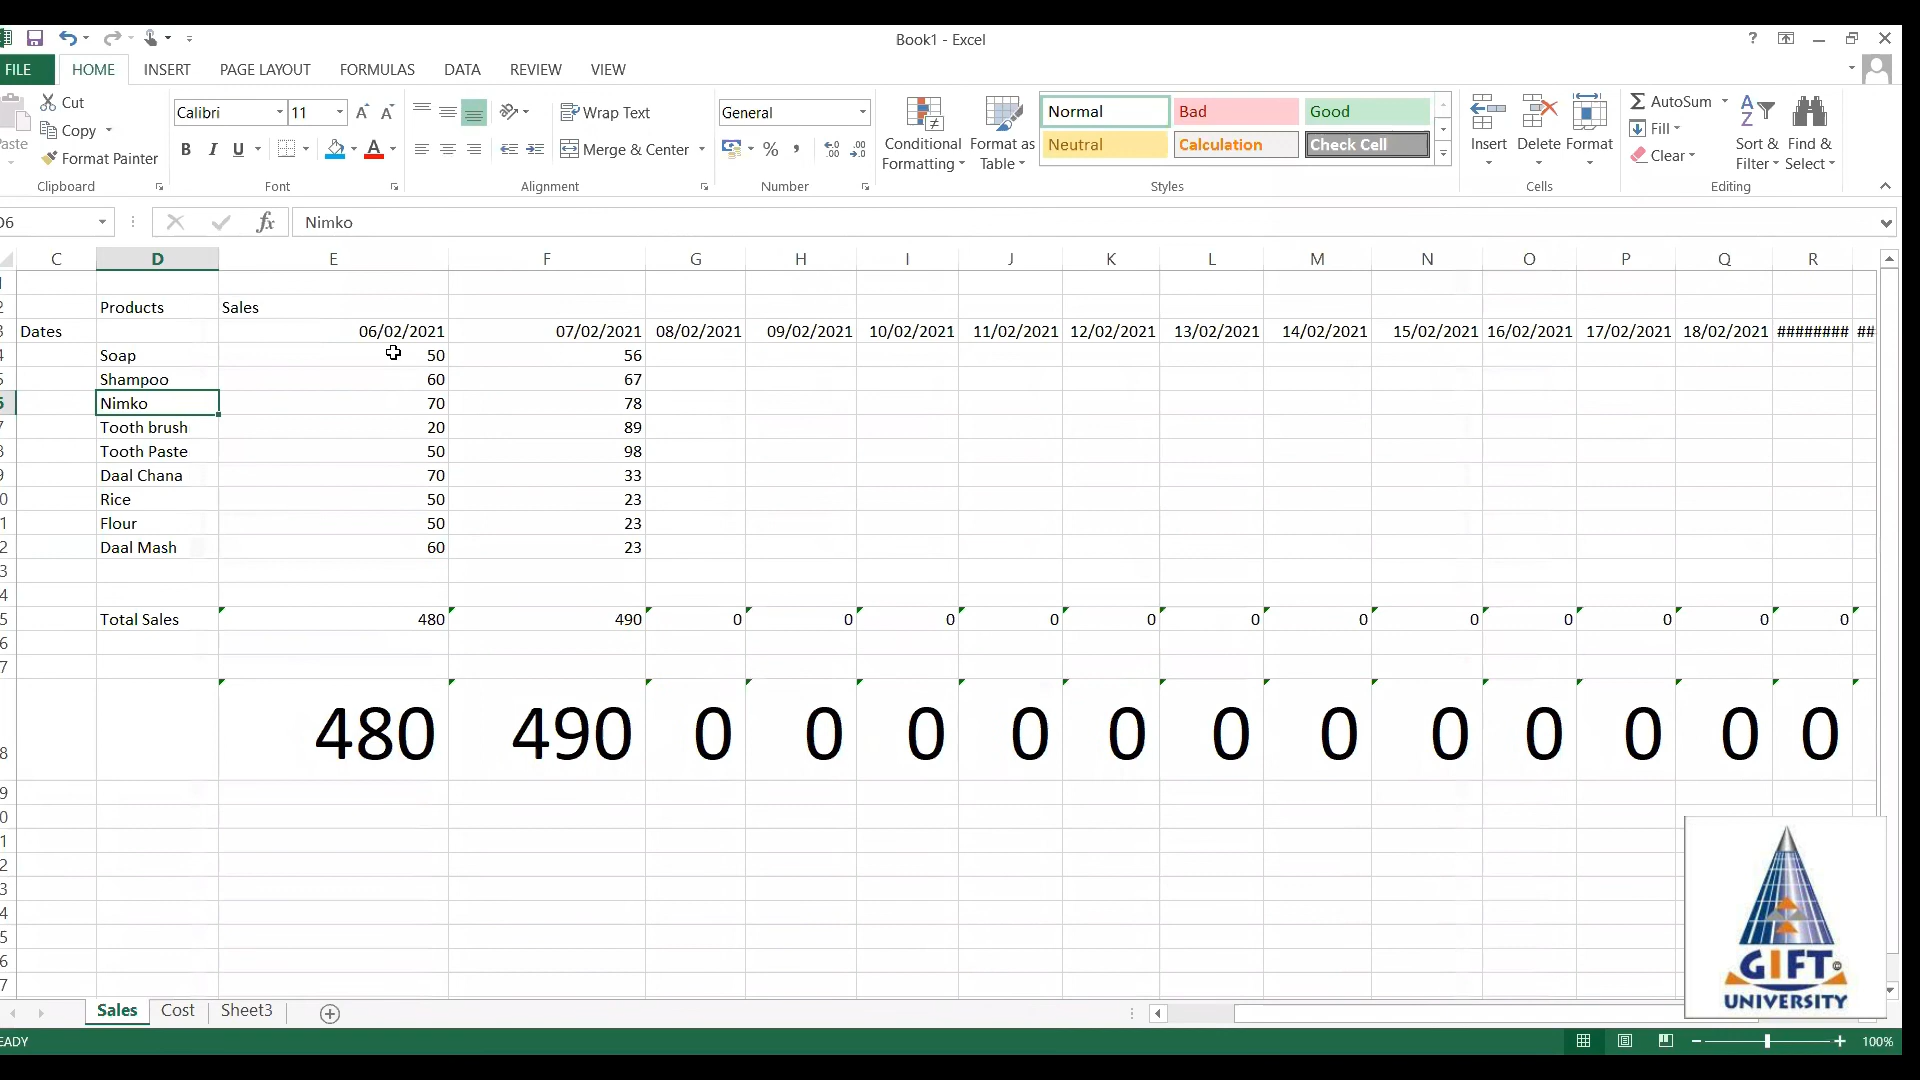 Book1 - Excel
FILE HOME INSERT PAGE LAYOUT FORMULAS DATA REVIEW VIEW
Cut
Copy
Format Painter
Clipboard
Calibri 11
B I U
Font
Wrap Text
Merge & Center
Alignment
General
Number
Conditional Formatting
Format as Table
Normal Bad Good
Neutral Calculation Check Cell
Styles
Insert Delete Format
Cells
AutoSum
Fill
Clear
Sort & Filter
Find & Select
Editing
fx Nimko
C D E F G H I J K L M N O P Q R
Products Sales
Dates 06/02/2021 07/02/2021 08/02/2021 09/02/2021 10/02/2021 11/02/2021 12/02/2021 13/02/2021 14/02/2021 15/02/2021 16/02/2021 17/02/2021 18/02/2021 ######## ##
Soap 50 56
Shampoo 60 67
Nimko 70 78
Tooth brush 20 89
Tooth Paste 50 98
Daal Chana 70 33
Rice 50 23
Flour 50 23
Daal Mash 60 23
Total Sales 480 490 0 0 0 0 0 0 0 0 0 0 0 0
480 490 0 0 0 0 0 0 0 0 0 0 0 0
GIFT
UNIVERSITY
Sales Cost Sheet3
100%